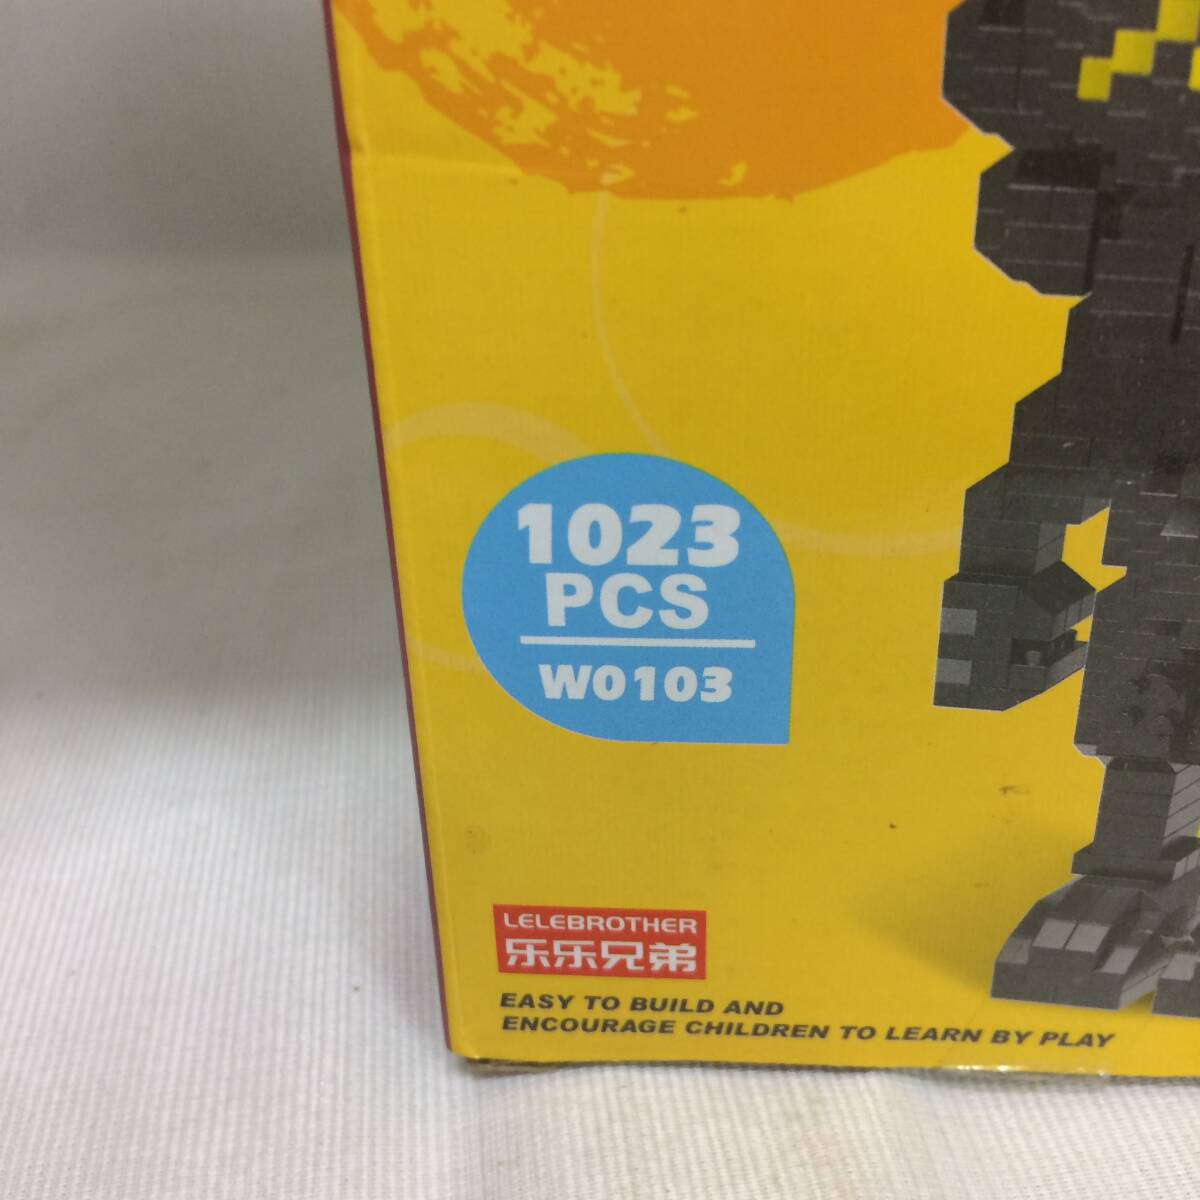 1023
PCS
W0103
LELEBROTHER
乐乐兄弟
EASY TO BUILD AND
ENCOURAGE CHILDREN TO LEARN BY PLAY